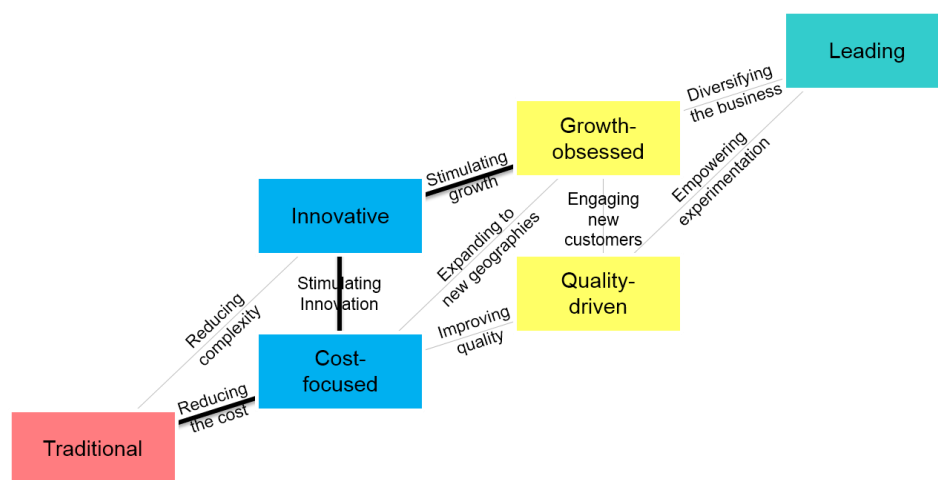 Leading
Diversifying
the business
Growth-
obsessed
Empowering
experimentation
Stimulating
growth
Innovative
Engaging
new
customers
Expanding to
new geographies
Quality-
driven
Stimulating
Innovation
Reducing
complexity
Improving
quality
Cost-
focused
Reducing
the cost
Traditional